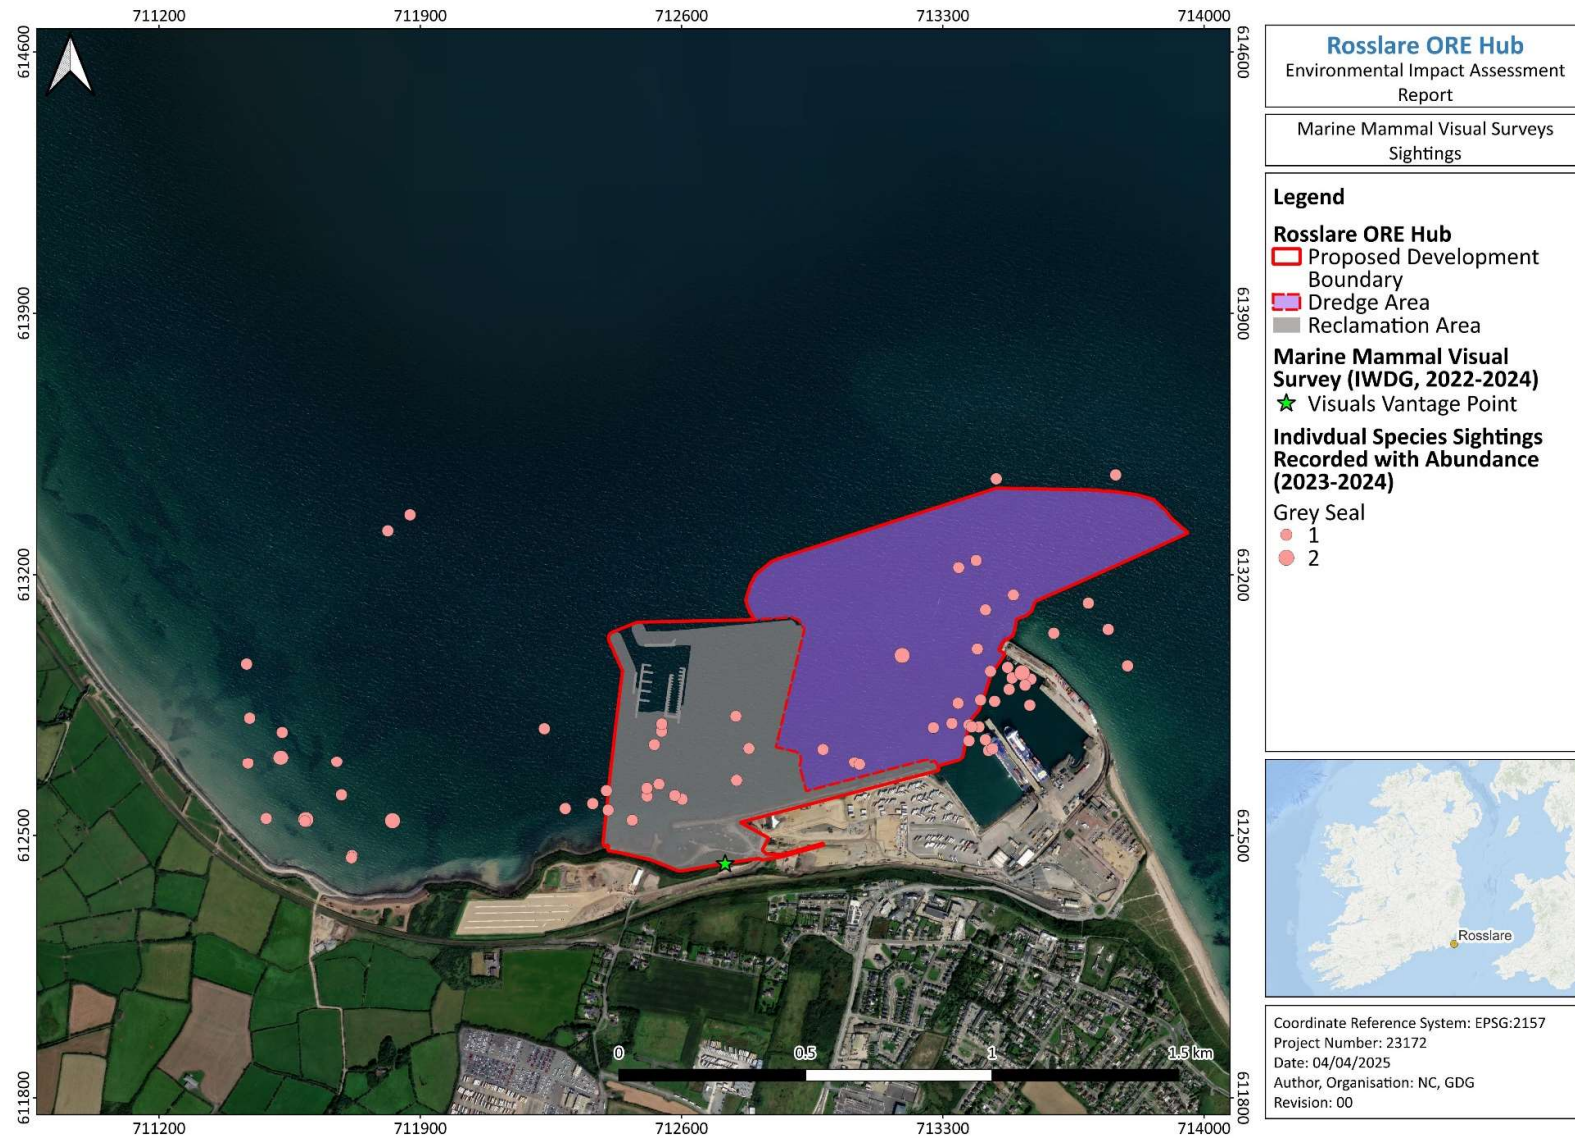 711200
711900
712600
713300
714000
614600
613900
613200
612500
611800
614600
613900
613200
612500
611800
0
0.5
1
1.5 km
711200
711900
712600
713300
714000
Rosslare ORE Hub
Environmental Impact Assessment
Report
Marine Mammal Visual Surveys
Sightings
Legend
Rosslare ORE Hub
Proposed Development
Boundary
Dredge Area
Reclamation Area
Marine Mammal Visual
Survey (IWDG, 2022-2024)
Visuals Vantage Point
Indivdual Species Sightings
Recorded with Abundance
(2023-2024)
Grey Seal
1
2
Rosslare
Coordinate Reference System: EPSG:2157
Project Number: 23172
Date: 04/04/2025
Author, Organisation: NC, GDG
Revision: 00